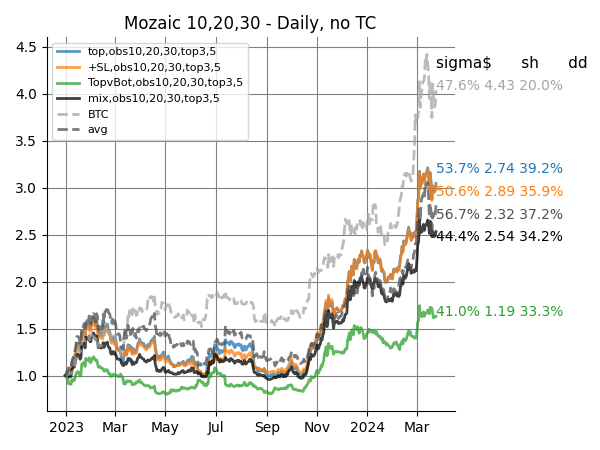 Mozaic 10,20,30 - Daily, no TC
4.5
4.0
3.5
3.0
2.5
2.0
1.5
1.0
top,obs10,20,30,top3,5
+SL,obs10,20,30,top3,5
TopvBot,obs10,20,30,top3,5
mix,obs10,20,30,top3,5
BTC
avg
sigma$ sh dd
47.6% 4.43 20.0%
53.7% 2.74 39.2%
50.6% 2.89 35.9%
56.7% 2.32 37.2%
44.4% 2.54 34.2%
41.0% 1.19 33.3%
2023 Mar May Jul Sep Nov 2024 Mar